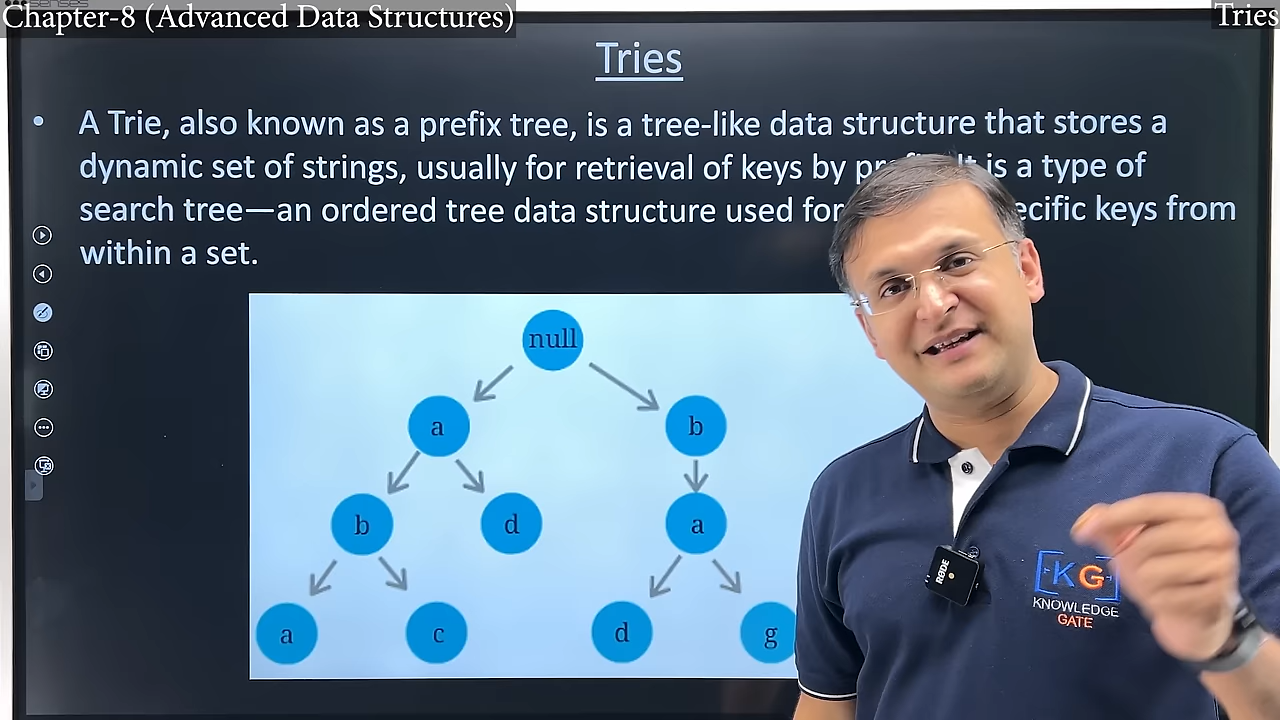 Chapter-8 (Advanced Data Structures)
Tries
Tries
• A Trie, also known as a prefix tree, is a tree-like data structure that stores a
dynamic set of strings, usually for retrieval of keys by is a type of
search tree—an ordered tree data structure used for keys from
within a set.
null
a b
b d a
a c d g
RØDE
KG
KNOWLEDGE
GATE